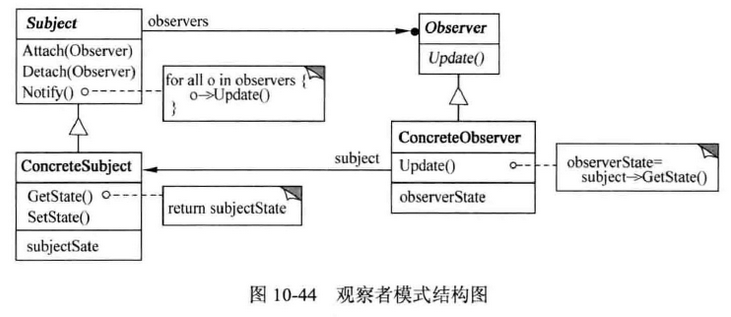 Subject
observers
Observer
Attach(Observer)
Detach(Observer)
Notify()
for all o in observers {
o->Update()
}
Update()
ConcreteSubject
subject
ConcreteObserver
GetState()
SetState()
return subjectState
Update()
observerState=
subject->GetState()
subjectSate
observerState
图 10-44 观察者模式结构图